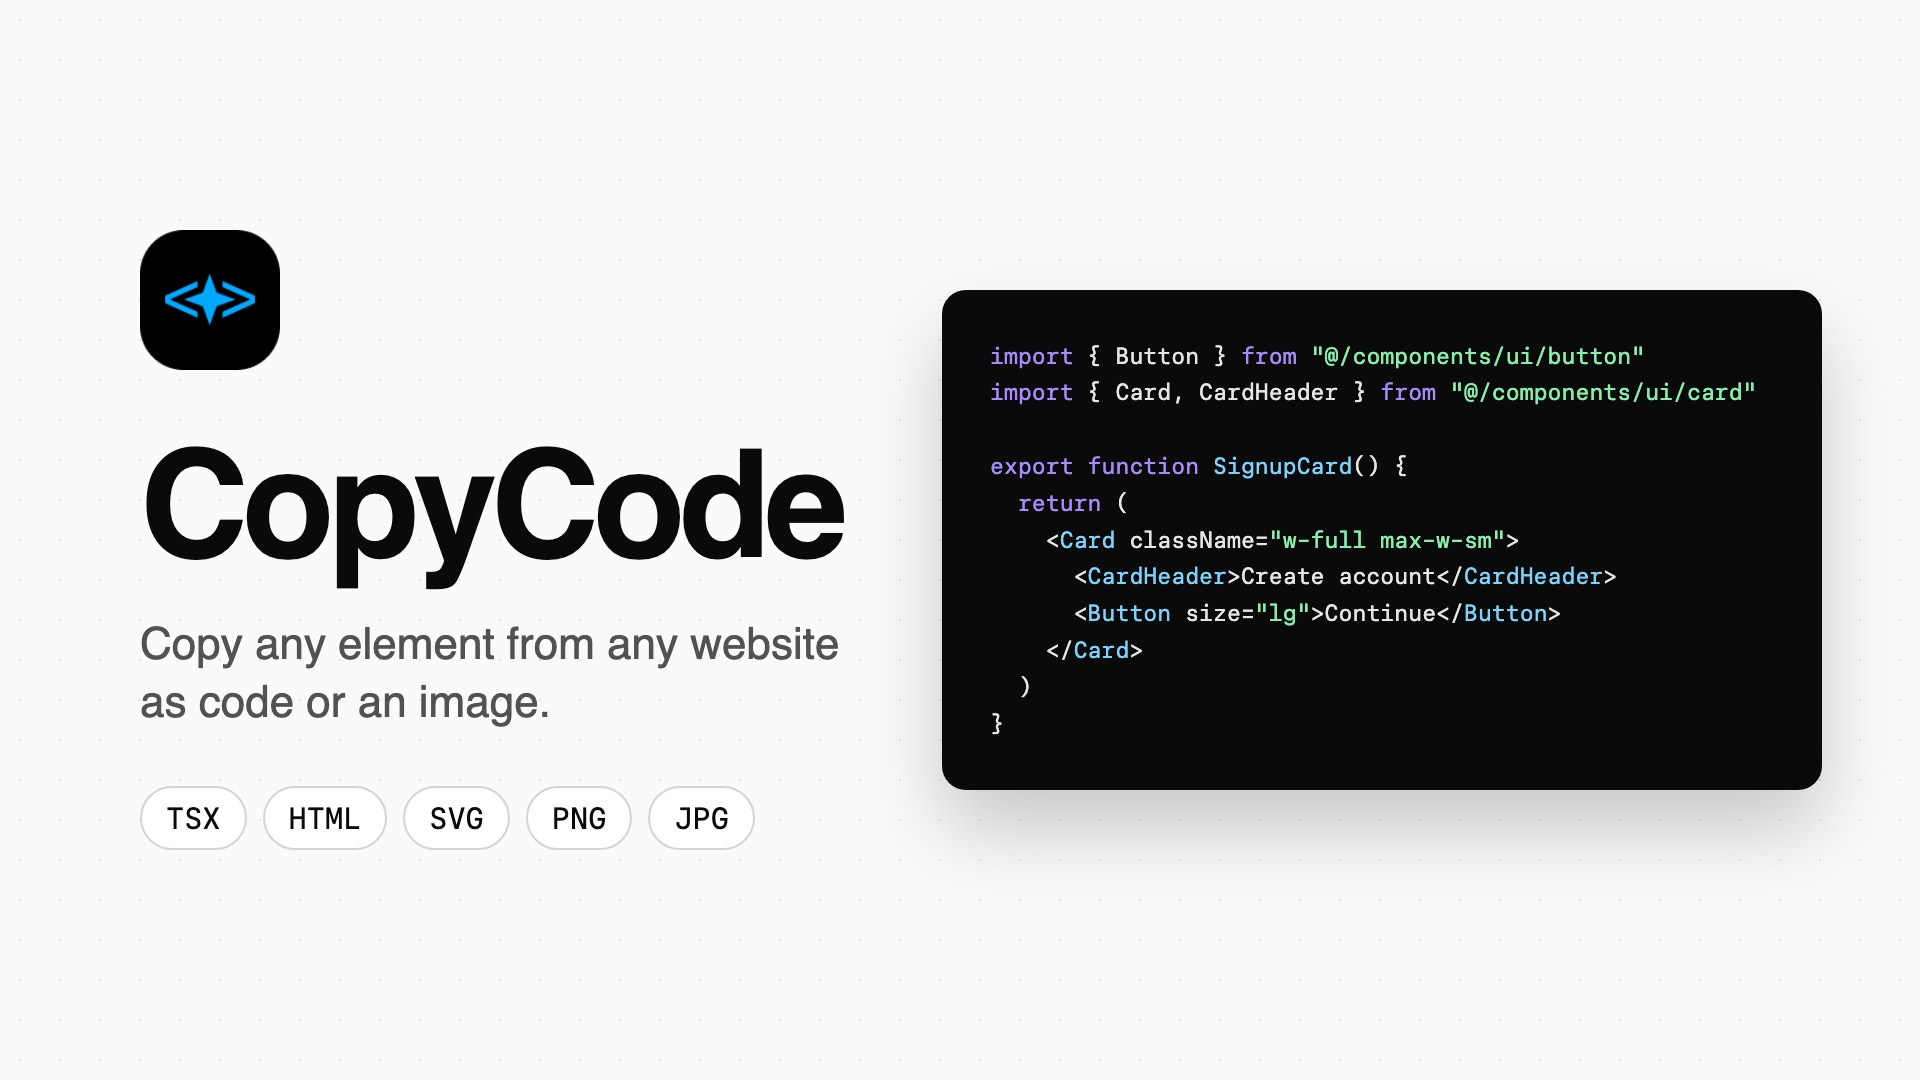 CopyCode
Copy any element from any website
as code or an image.
TSX
HTML
SVG
PNG
JPG
import { Button } from "@/components/ui/button"
import { Card, CardHeader } from "@/components/ui/card"
export function SignupCard() {
  return (
    <Card className="w-full max-w-sm">
      <CardHeader>Create account</CardHeader>
      <Button size="lg">Continue</Button>
    </Card>
  )
}